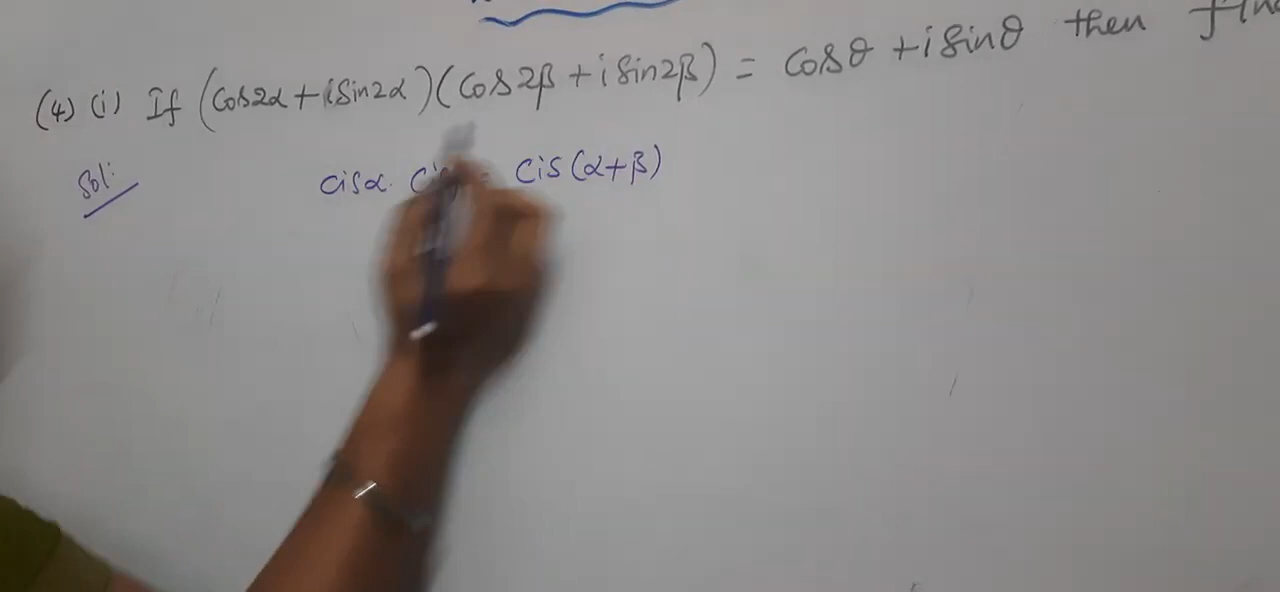 (4) (i) If (Cos2α + iSin2α)(Cos2β + iSin2β) = Cosθ + iSinθ then
Sol:
cisα. = Cis(α+β)